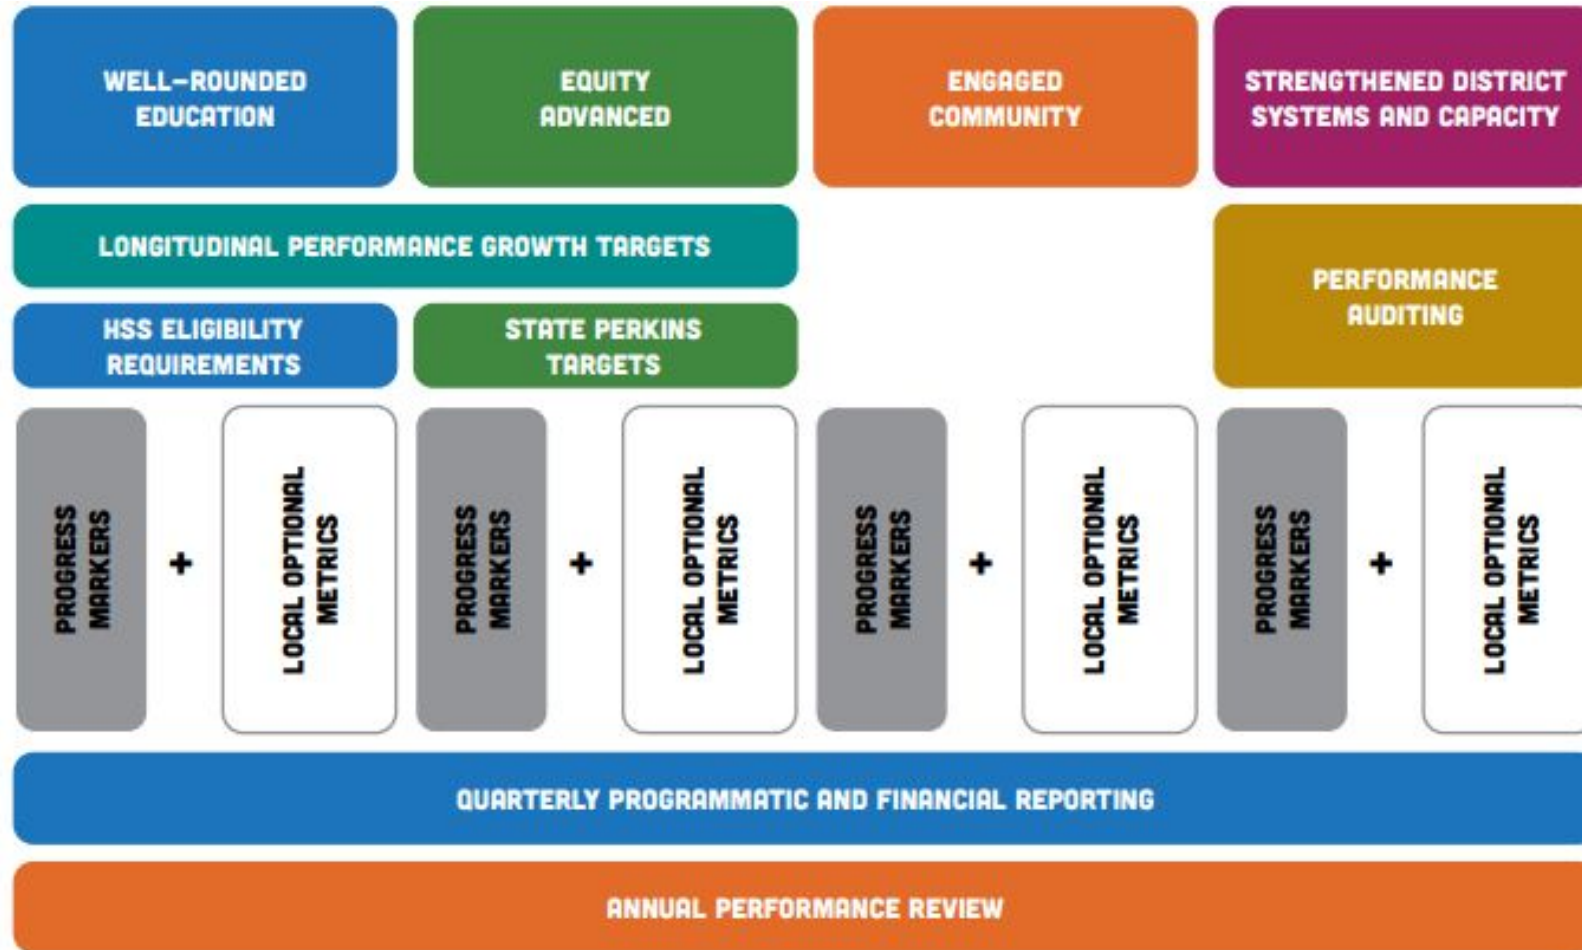 WELL-ROUNDED
EDUCATION
EQUITY
ADVANCED
ENGAGED
COMMUNITY
STRENGTHENED DISTRICT
SYSTEMS AND CAPACITY
LONGITUDINAL PERFORMANCE GROWTH TARGETS
PERFORMANCE
AUDITING
HSS ELIGIBILITY
REQUIREMENTS
STATE PERKINS
TARGETS
PROGRESS
MARKERS
+
LOCAL OPTIONAL
METRICS
PROGRESS
MARKERS
+
LOCAL OPTIONAL
METRICS
PROGRESS
MARKERS
+
LOCAL OPTIONAL
METRICS
PROGRESS
MARKERS
+
LOCAL OPTIONAL
METRICS
QUARTERLY PROGRAMMATIC AND FINANCIAL REPORTING
ANNUAL PERFORMANCE REVIEW